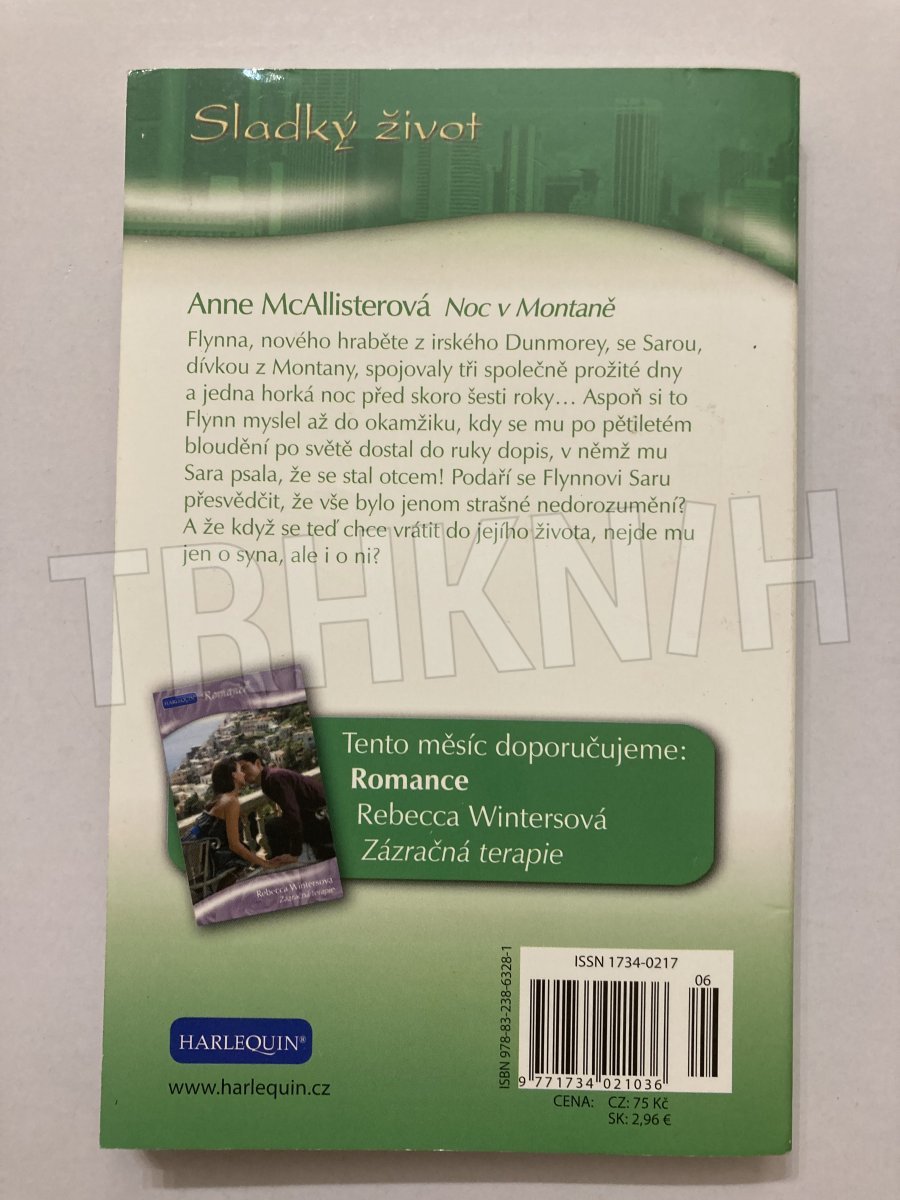 Sladký život
Anne McAllisterová Noc v Montaně
Flynna, nového hraběte z irského Dunmorey, se Sarou,
dívkou z Montany, spojovaly tři společně prožité dny
a jedna horká noc před skoro šesti roky... Aspoň si to
Flynn myslel až do okamžiku, kdy se mu po pětiletém
bloudění po světě dostal do ruky dopis, v němž mu
Sara psala, že se stal otcem! Podaří se Flynnovi Saru
přesvědčit, že vše bylo jenom strašné nedorozumění?
A že když se teď chce vrátit do jejího života, nejde mu
jen o syna, ale i o ni?
TRHKNIH
HARLEQUIN Romance
Rebecca Wintersová
Zázračná terapie
Tento měsíc doporučujeme:
Romance
Rebecca Wintersová
Zázračná terapie
HARLEQUIN®
www.harlequin.cz
ISBN 978-83-238-6328-1
ISSN 1734-0217
06
9 771734 021036
CENA: CZ: 75 Kč
SK: 2,96 €